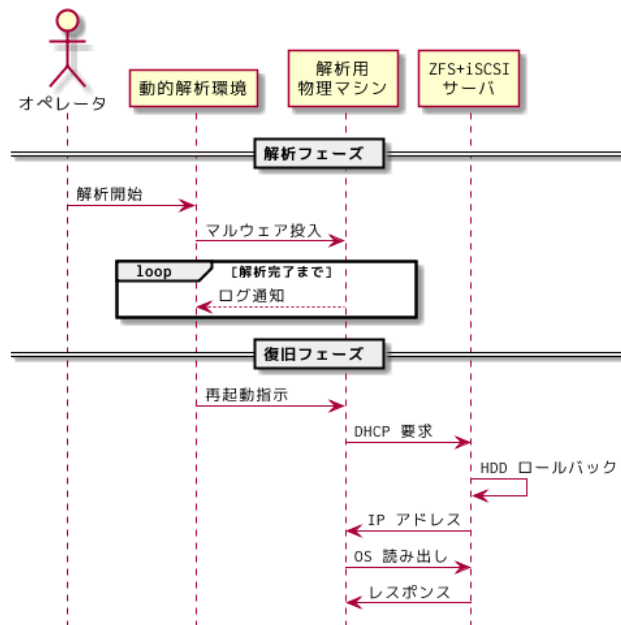 オペレータ
動的解析環境
解析用
物理マシン
ZFS+iSCSI
サーバ
解析フェーズ
解析開始
マルウェア投入
loop [解析完了まで]
ログ通知
復旧フェーズ
再起動指示
DHCP 要求
HDD ロールバック
IP アドレス
OS 読み出し
レスポンス